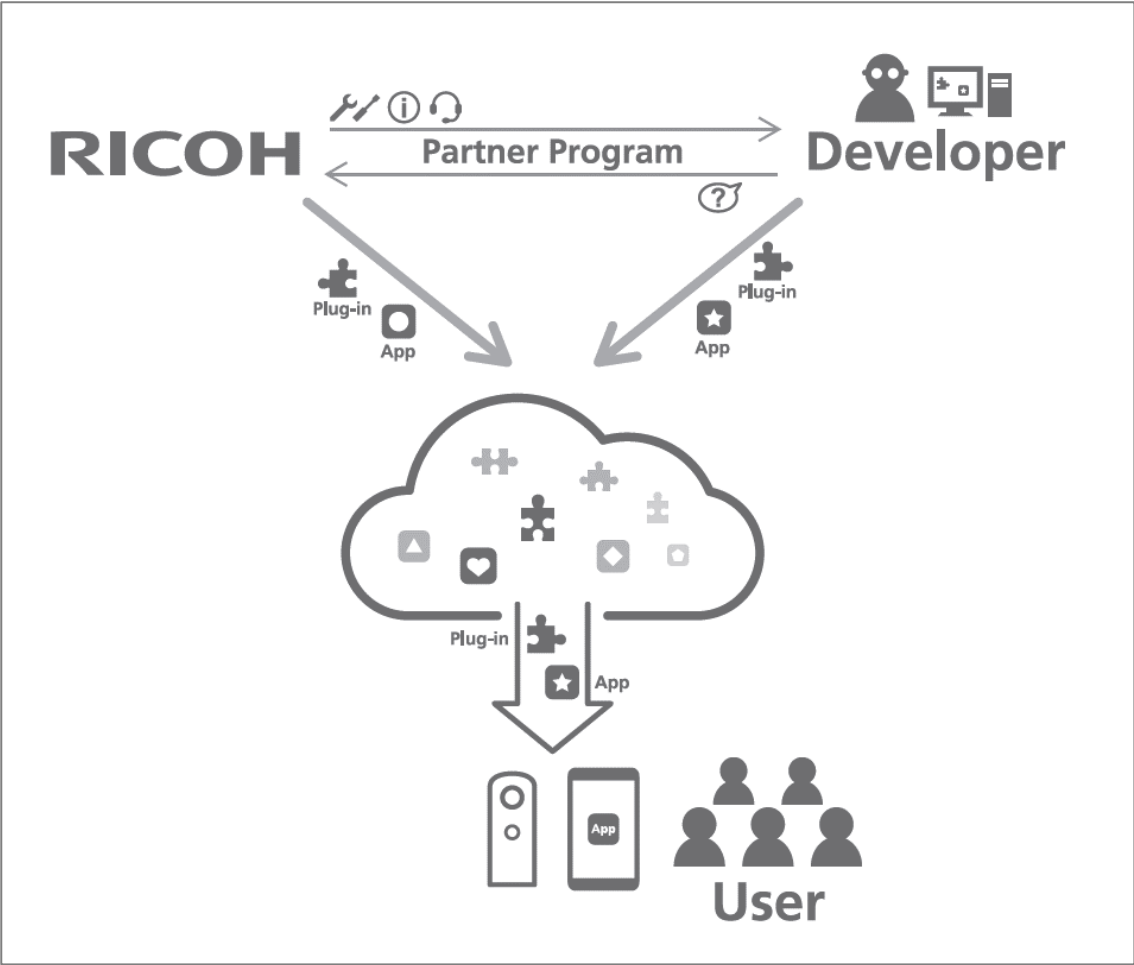 RICOH
Partner Program
Developer
?
Plug-in
App
Plug-in
App
Plug-in
App
App
User